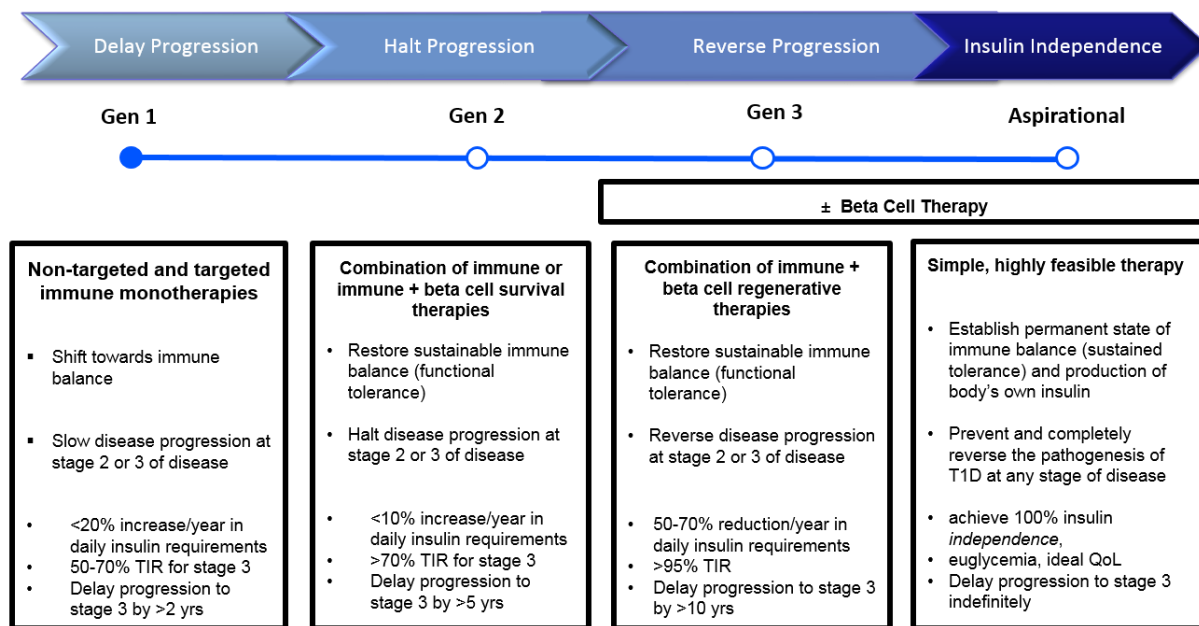 Delay Progression
Halt Progression
Reverse Progression
Insulin Independence
Gen 1
Gen 2
Gen 3
Aspirational
± Beta Cell Therapy
Non-targeted and targeted
immune monotherapies
▪ Shift towards immune
balance
▪ Slow disease progression at
stage 2 or 3 of disease
• <20% increase/year in
daily insulin requirements
• 50-70% TIR for stage 3
• Delay progression to
stage 3 by >2 yrs
Combination of immune or
immune + beta cell survival
therapies
• Restore sustainable immune
balance (functional
tolerance)
• Halt disease progression at
stage 2 or 3 of disease
• <10% increase/year in
daily insulin requirements
• >70% TIR for stage 3
• Delay progression to
stage 3 by >5 yrs
Combination of immune +
beta cell regenerative
therapies
• Restore sustainable immune
balance (functional
tolerance)
• Reverse disease progression
at stage 2 or 3 of disease
• 50-70% reduction/year in
daily insulin requirements
• >95% TIR
• Delay progression to stage 3
by >10 yrs
Simple, highly feasible therapy
• Establish permanent state of
immune balance (sustained
tolerance) and production of
body's own insulin
• Prevent and completely
reverse the pathogenesis of
T1D at any stage of disease
• achieve 100% insulin
independence,
• euglycemia, ideal QoL
• Delay progression to stage 3
indefinitely